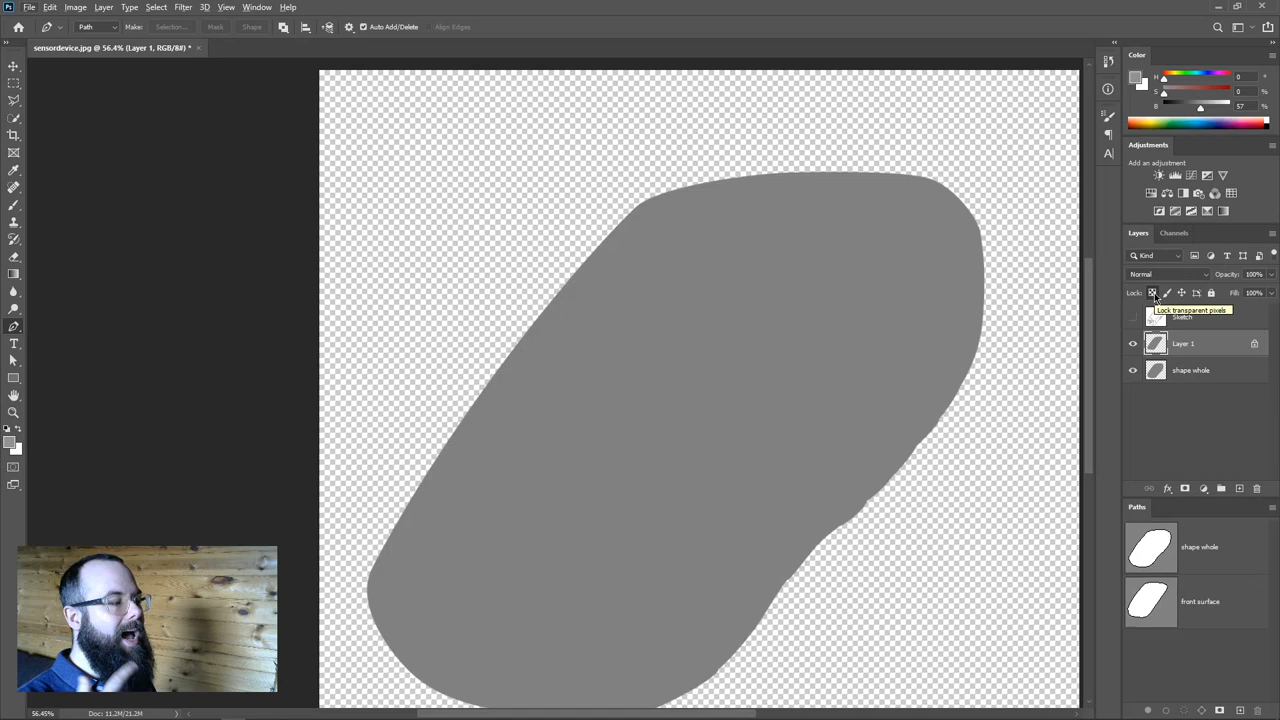 File Edit Image Layer Type Select Filter 3D View Window Help
Path Make: Selection... Mask Shape Auto Add/Delete Align Edges
sensordevice.jpg @ 56.4% (Layer 1, RGB/8#) * ×
Color
H 0 °
S 0 %
B 57 %
Adjustments
Add an adjustment
Layers Channels
Kind
Normal Opacity: 100%
Lock: Fill: 100%
Lock transparent pixels
Sketch
Layer 1
shape whole
fx
Paths
shape whole
front surface
56.45% Doc: 11.2M/21.2M